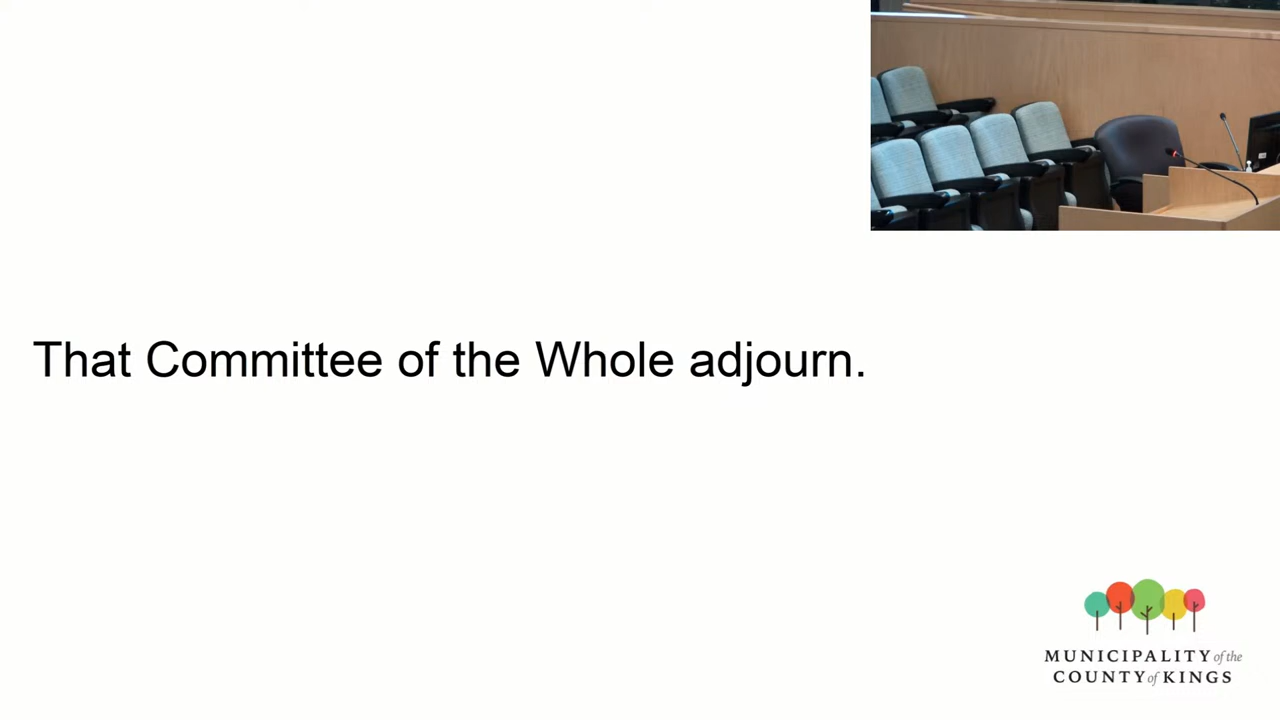 That Committee of the Whole adjourn.
MUNICIPALITY of the
COUNTY of KINGS